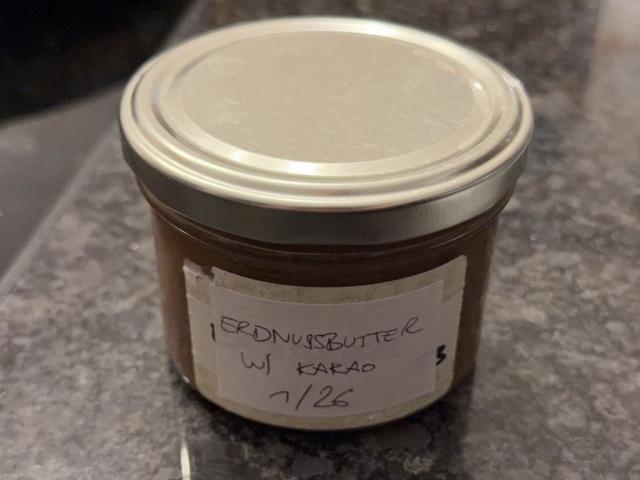 ERDNUSSBUTTER
W/ KAKAO
1/26